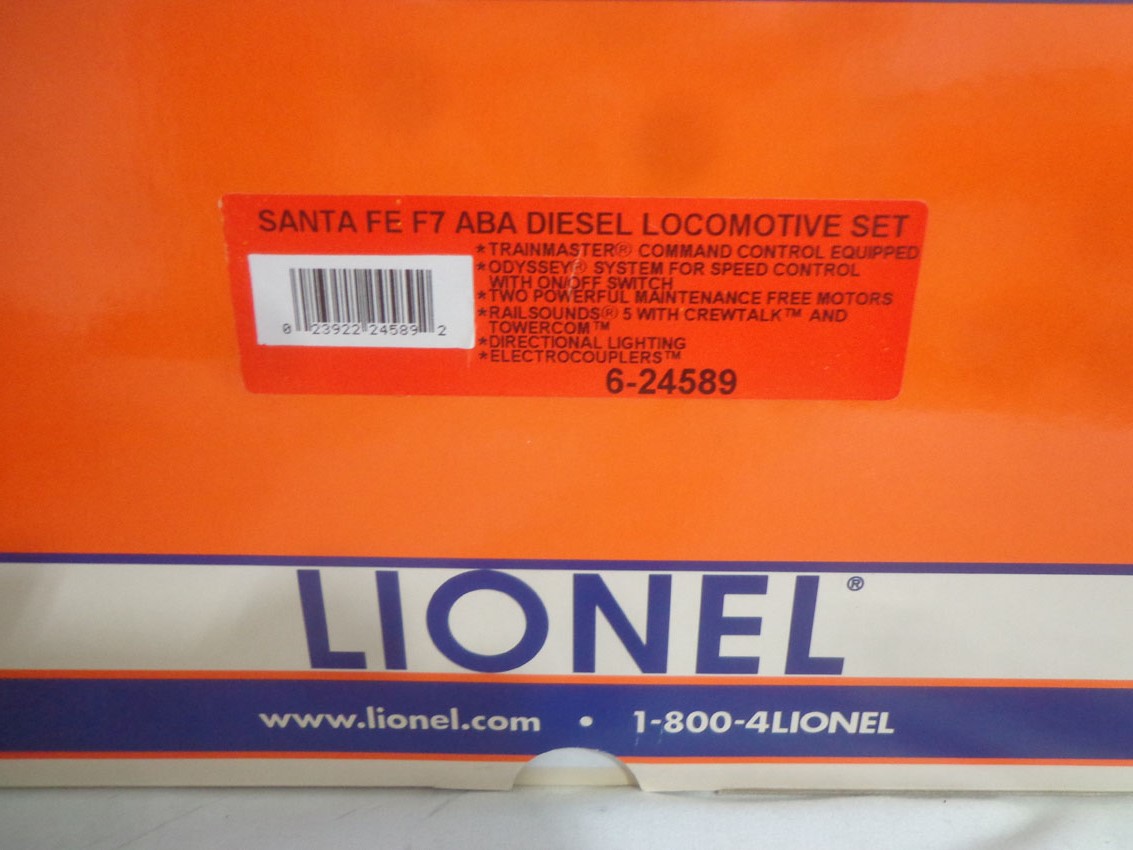 SANTA FE F7 ABA DIESEL LOCOMOTIVE SET
*TRAINMASTER® COMMAND CONTROL EQUIPPED
*ODYSSEY® SYSTEM FOR SPEED CONTROL
WITH ON/OFF SWITCH
*TWO POWERFUL MAINTENANCE FREE MOTORS
*RAILSOUNDS® 5 WITH CREWTALK™ AND
TOWERCOM™
*DIRECTIONAL LIGHTING
*ELECTROCOUPLERS™
6-24589
0 23922 24589 2
LIONEL®
www.lionel.com • 1-800-4LIONEL